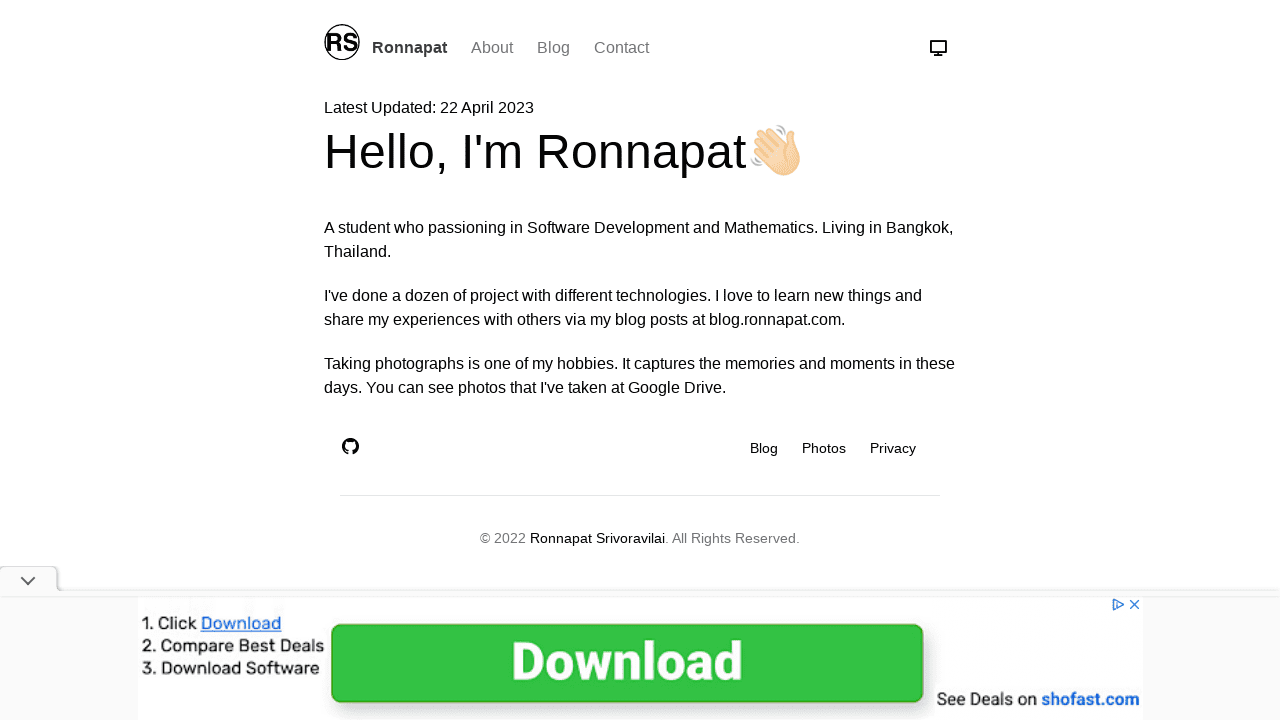 RS
Ronnapat About Blog Contact
Latest Updated: 22 April 2023
Hello, I'm Ronnapat👋🏻
A student who passioning in Software Development and Mathematics. Living in Bangkok,
Thailand.
I've done a dozen of project with different technologies. I love to learn new things and
share my experiences with others via my blog posts at blog.ronnapat.com.
Taking photographs is one of my hobbies. It captures the memories and moments in these
days. You can see photos that I've taken at Google Drive.
Blog Photos Privacy
© 2022 Ronnapat Srivoravilai. All Rights Reserved.
1. Click Download
2. Compare Best Deals
3. Download Software
Download
See Deals on shofast.com